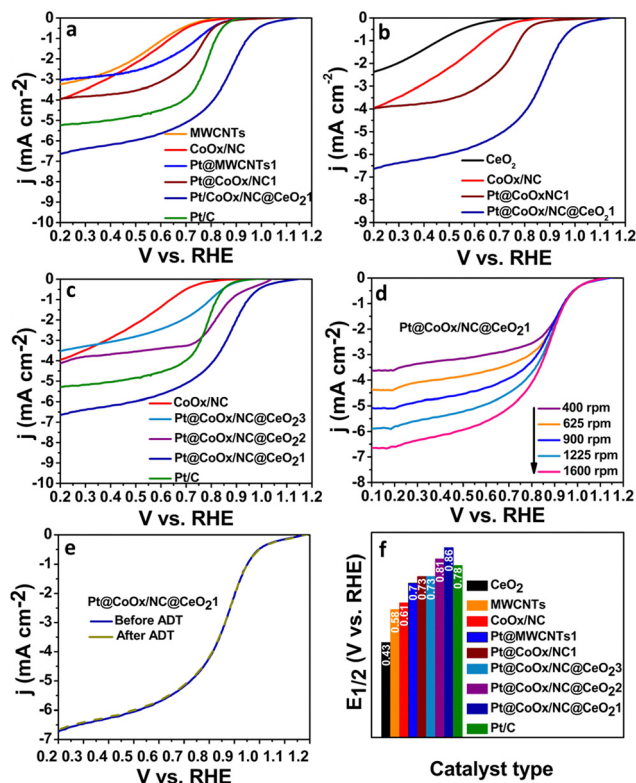 a
j (mA cm-2)
0
-1
-2
-3
-4
-5
-6
-7
-8
-9
-10
MWCNTs
CoOx/NC
Pt@MWCNTs1
Pt@CoOx/NC1
Pt/CoOx/NC@CeO21
Pt/C
0.2 0.3 0.4 0.5 0.6 0.7 0.8 0.9 1.0 1.1 1.2
V vs. RHE
b
j (mA cm-2)
0
-1
-2
-3
-4
-5
-6
-7
-8
-9
CeO2
CoOx/NC
Pt@CoOxNC1
Pt@CoOx/NC@CeO21
0.2 0.3 0.4 0.5 0.6 0.7 0.8 0.9 1.0 1.1 1.2
V vs. RHE
c
j (mA cm-2)
0
-1
-2
-3
-4
-5
-6
-7
-8
-9
-10
CoOx/NC
Pt@CoOx/NC@CeO23
Pt@CoOx/NC@CeO22
Pt@CoOx/NC@CeO21
Pt/C
0.2 0.3 0.4 0.5 0.6 0.7 0.8 0.9 1.0 1.1 1.2
V vs. RHE
d
j (mA cm-2)
0
-1
-2
-3
-4
-5
-6
-7
-8
Pt@CoOx/NC@CeO21
400 rpm
625 rpm
900 rpm
1225 rpm
1600 rpm
0.1 0.2 0.3 0.4 0.5 0.6 0.7 0.8 0.9 1.0 1.1 1.2
V vs. RHE
e
j (mA cm-2)
0
-1
-2
-3
-4
-5
-6
-7
Pt@CoOx/NC@CeO21
Before ADT
After ADT
0.2 0.4 0.6 0.8 1.0 1.2
V vs. RHE
f
E1/2 (V vs. RHE)
0.43
0.58
0.61
0.7
0.73
0.73
0.81
0.86
0.78
CeO2
MWCNTs
CoOx/NC
Pt@MWCNTs1
Pt@CoOx/NC1
Pt@CoOx/NC@CeO23
Pt@CoOx/NC@CeO22
Pt@CoOx/NC@CeO21
Pt/C
Catalyst type